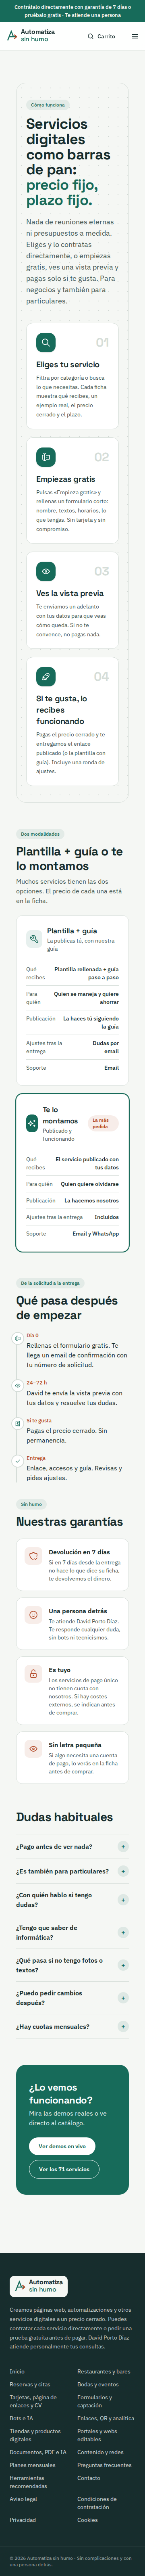 Contrátalo directamente con garantía de 7 días o
pruébalo gratis · Te atiende una persona
Automatiza
sin humo
Carrito
Cómo funciona
Servicios
digitales
como barras
de pan:
precio fijo,
plazo fijo.
Nada de reuniones eternas
ni presupuestos a medida.
Eliges y lo contratas
directamente, o empiezas
gratis, ves una vista previa y
pagas solo si te gusta. Para
negocios y también para
particulares.
01
Eliges tu servicio
Filtra por categoría o busca
lo que necesitas. Cada ficha
muestra qué recibes, un
ejemplo real, el precio
cerrado y el plazo.
02
Empiezas gratis
Pulsas «Empieza gratis» y
rellenas un formulario corto:
nombre, textos, horarios, lo
que tengas. Sin tarjeta y sin
compromiso.
03
Ves la vista previa
Te enviamos un adelanto
con tus datos para que veas
cómo queda. Si no te
convence, no pagas nada.
04
Si te gusta, lo
recibes
funcionando
Pagas el precio cerrado y te
entregamos el enlace
publicado (o la plantilla con
guía). Incluye una ronda de
ajustes.
Dos modalidades
Plantilla + guía o te
lo montamos
Muchos servicios tienen las dos
opciones. El precio de cada una está
en la ficha.
Plantilla + guía
La publicas tú, con nuestra
guía
Qué recibes
Plantilla rellenada + guía paso a paso
Para quién
Quien se maneja y quiere ahorrar
Publicación
La haces tú siguiendo la guía
Ajustes tras la entrega
Dudas por email
Soporte
Email
Te lo
montamos
Publicado y
funcionando
La más
pedida
Qué recibes
El servicio publicado con tus datos
Para quién
Quien quiere olvidarse
Publicación
La hacemos nosotros
Ajustes tras la entrega
Incluidos
Soporte
Email y WhatsApp
De la solicitud a la entrega
Qué pasa después
de empezar
Día 0
Rellenas el formulario gratis. Te
llega un email de confirmación con
tu número de solicitud.
24–72 h
David te envía la vista previa con
tus datos y resuelve tus dudas.
Si te gusta
Pagas el precio cerrado. Sin
permanencia.
Entrega
Enlace, accesos y guía. Revisas y
pides ajustes.
Sin humo
Nuestras garantías
Devolución en 7 días
Si en 7 días desde la entrega
no hace lo que dice su ficha,
te devolvemos el dinero.
Una persona detrás
Te atiende David Porto Díaz.
Te responde cualquier duda,
sin bots ni tecnicismos.
Es tuyo
Los servicios de pago único
no tienen cuota con
nosotros. Si hay costes
externos, se indican antes
de comprar.
Sin letra pequeña
Si algo necesita una cuenta
de pago, lo verás en la ficha
antes de comprar.
Dudas habituales
¿Pago antes de ver nada?
+
¿Es también para particulares?
+
¿Con quién hablo si tengo
dudas?
+
¿Tengo que saber de
informática?
+
¿Qué pasa si no tengo fotos o
textos?
+
¿Puedo pedir cambios
después?
+
¿Hay cuotas mensuales?
+
¿Lo vemos
funcionando?
Mira las demos reales o ve
directo al catálogo.
Ver demos en vivo
Ver los 71 servicios
Automatiza
sin humo
Creamos páginas web, automatizaciones y otros
servicios digitales a un precio cerrado. Puedes
contratar cada servicio directamente o pedir una
prueba gratuita antes de pagar. David Porto Díaz
atiende personalmente tus consultas.
Inicio
Restaurantes y bares
Reservas y citas
Bodas y eventos
Tarjetas, página de
enlaces y CV
Formularios y
captación
Bots e IA
Enlaces, QR y analítica
Tiendas y productos
digitales
Portales y webs
editables
Documentos, PDF e IA
Contenido y redes
Planes mensuales
Preguntas frecuentes
Herramientas
recomendadas
Contacto
Aviso legal
Condiciones de
contratación
Privacidad
Cookies
© 2026 Automatiza sin humo · Sin complicaciones y con
una persona detrás.